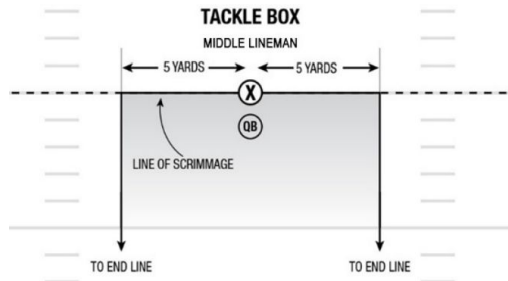 TACKLE BOX
MIDDLE LINEMAN
5 YARDS 5 YARDS
X
QB
LINE OF SCRIMMAGE
TO END LINE TO END LINE